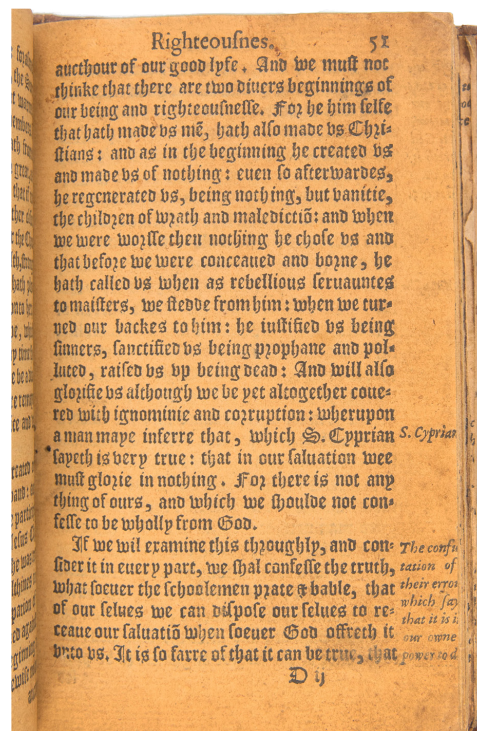 Righteouſnes. 51
aucthour of our good lyfe. And we muſt not
thinke that there are two diuers beginnings of
our being and righteouſneſſe. For he him ſelfe
that hath made vs mē, hath alſo made vs Chri-
ſtians: and as in the beginning he created vs
and made vs of nothing: euen ſo afterwardes,
he regenerated vs, being nothing, but vanitie,
the children of wrath and maledictiō: and when
we were worſſe then nothing he choſe vs and
that before we were conceaued and borne, he
hath called vs when as rebellious ſeruauntes
to maiſters, we fledde from him: when we tur-
ned our backes to him: he iuſtified vs being
ſinners, ſanctified vs being prophane and pol-
luted, raiſed vs vp being dead: And will alſo
glorifie vs although we be yet altogether coue-
red with ignominie and corruption: wherupon
a man maye inferre that, which S. Cyprian
S. Cyprian
ſayeth is very true: that in our ſaluation wee
muſt glorie in nothing. For there is not any
thing of ours, and which we ſhoulde not con-
feſſe to be wholly from God.
If we wil examine this throughly, and con-
ſider it in euery part, we ſhal confeſſe the truth,
what ſoeuer the ſchoolemen prate & bable, that
of our ſelues we can diſpoſe our ſelues to re-
ceaue our ſaluatiō when ſoeuer God offreth it
vnto vs. It is ſo farre of that it can be true, that
The confu
tation of
their error
which ſay
that it is i
our owne
power to d
D ij